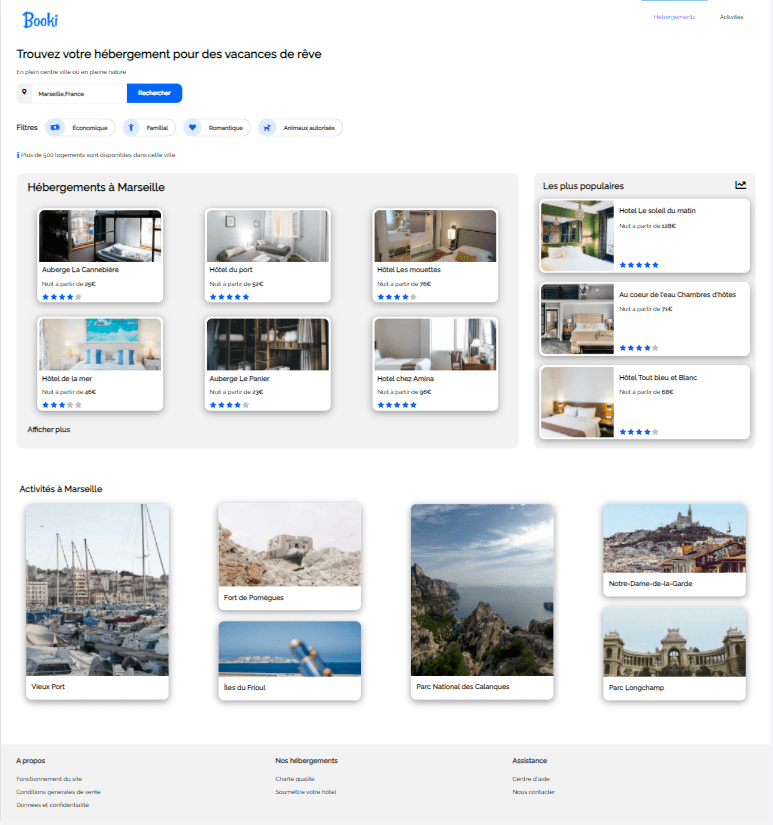 Booki
Hébergements
Activités
Trouvez votre hébergement pour des vacances de rêve
En plein centre ville ou en pleine nature
Marseille,France
Rechercher
Filtres
Économique
Familial
Romantique
Animaux autorisés
Plus de 500 logements sont disponibles dans cette ville
Hébergements à Marseille
Auberge La Cannebière
Nuit à partir de 25€
Hôtel du port
Nuit à partir de 52€
Hôtel Les mouettes
Nuit à partir de 76€
Hôtel de la mer
Nuit à partir de 46€
Auberge Le Panier
Nuit à partir de 23€
Hotel chez Amina
Nuit à partir de 96€
Afficher plus
Les plus populaires
Hotel Le soleil du matin
Nuit à partir de 128€
Au coeur de l'eau Chambres d'hôtes
Nuit à partir de 71€
Hôtel Tout bleu et Blanc
Nuit à partir de 68€
Activités à Marseille
Vieux Port
Fort de Pomègues
Îles du Frioul
Parc National des Calanques
Notre-Dame-de-la-Garde
Parc Longchamp
A propos
Fonctionnement du site
Conditions générales de vente
Données et confidentialité
Nos hébergements
Charte qualité
Soumettre votre hôtel
Assistance
Centre d'aide
Nous contacter